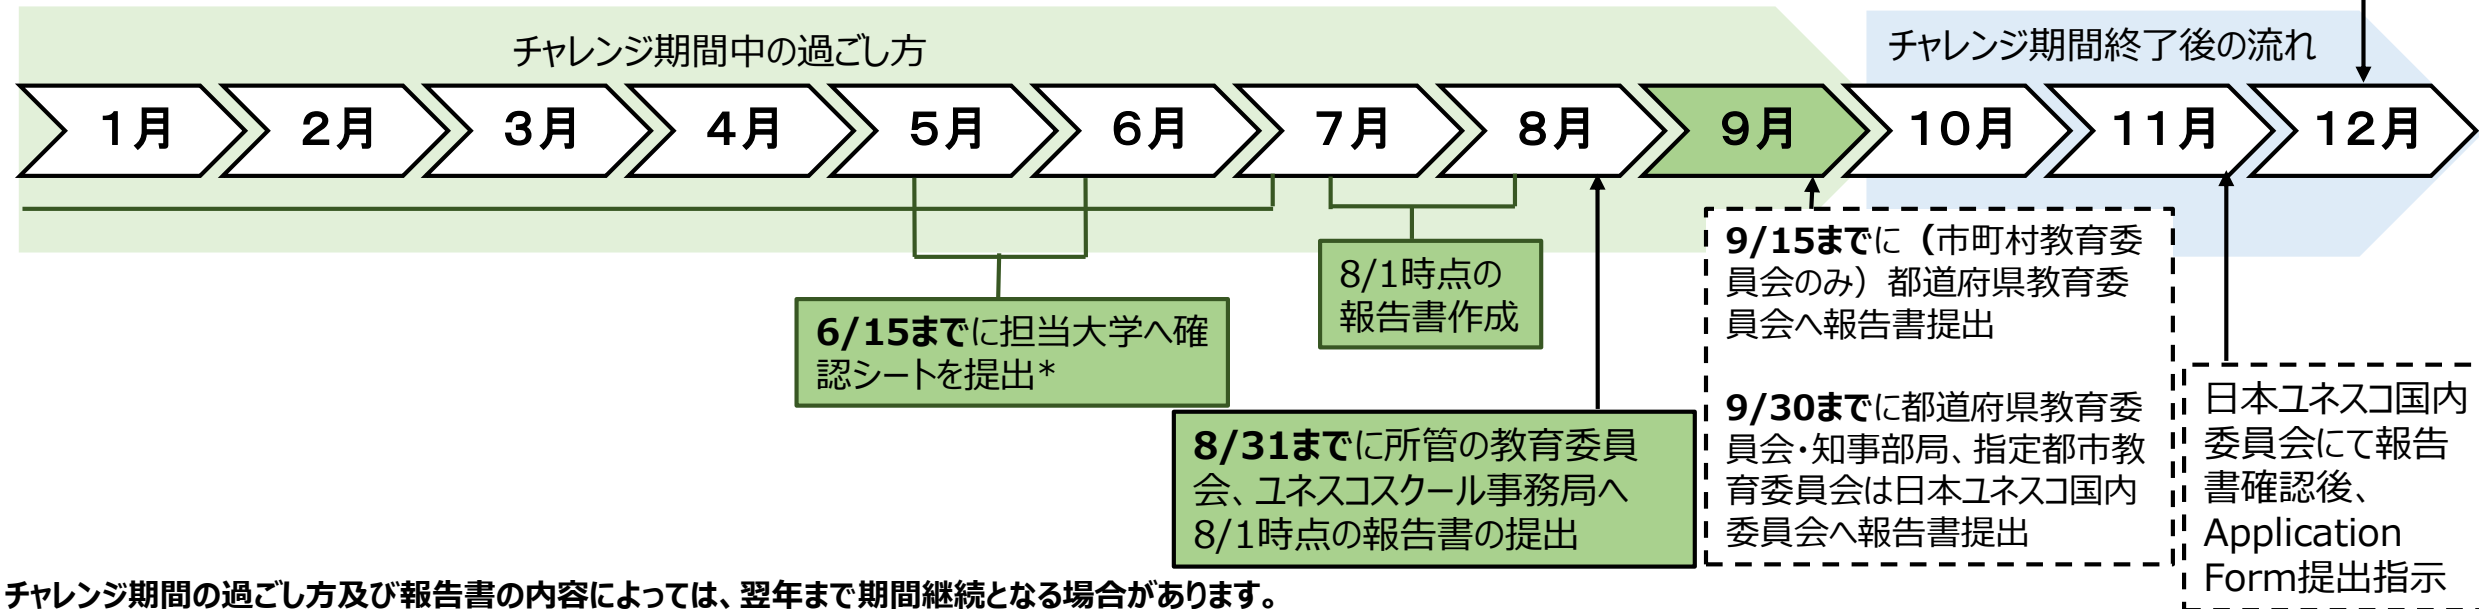 チャレンジ期間中の過ごし方
チャレンジ期間終了後の流れ
1月
2月
3月
4月
5月
6月
7月
8月
9月
10月
11月
12月
6/15までに担当大学へ確
認シートを提出*
8/1時点の
報告書作成
8/31までに所管の教育委員
会、ユネスコスクール事務局へ
8/1時点の報告書の提出
9/15までに（市町村教育委
員会のみ）都道府県教育委
員会へ報告書提出
9/30までに都道府県教育委
員会・知事部局、指定都市教
育委員会は日本ユネスコ国内
委員会へ報告書提出
日本ユネスコ国内
委員会にて報告
書確認後、
Application
Form提出指示
チャレンジ期間の過ごし方及び報告書の内容によっては、翌年まで期間継続となる場合があります。